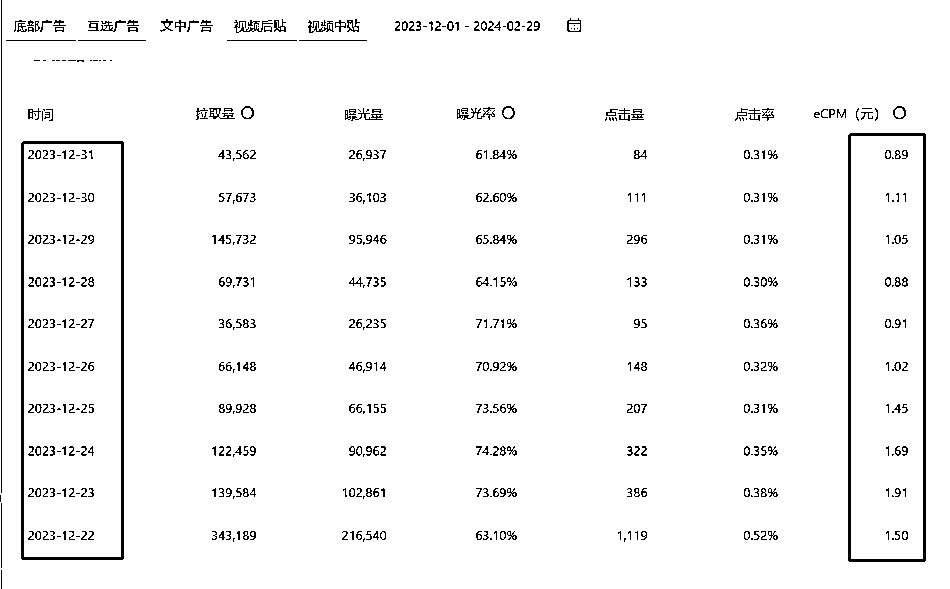 底部广告 互选广告 文中广告 视频后贴 视频中贴 2023-12-01 - 2024-02-29
时间 拉取量 曝光量 曝光率 点击量 点击率 eCPM（元）
2023-12-31 43,562 26,937 61.84% 84 0.31% 0.89
2023-12-30 57,673 36,103 62.60% 111 0.31% 1.11
2023-12-29 145,732 95,946 65.84% 296 0.31% 1.05
2023-12-28 69,731 44,735 64.15% 133 0.30% 0.88
2023-12-27 36,583 26,235 71.71% 95 0.36% 0.91
2023-12-26 66,148 46,914 70.92% 148 0.32% 1.02
2023-12-25 89,928 66,155 73.56% 207 0.31% 1.45
2023-12-24 122,459 90,962 74.28% 322 0.35% 1.69
2023-12-23 139,584 102,861 73.69% 386 0.38% 1.91
2023-12-22 343,189 216,540 63.10% 1,119 0.52% 1.50